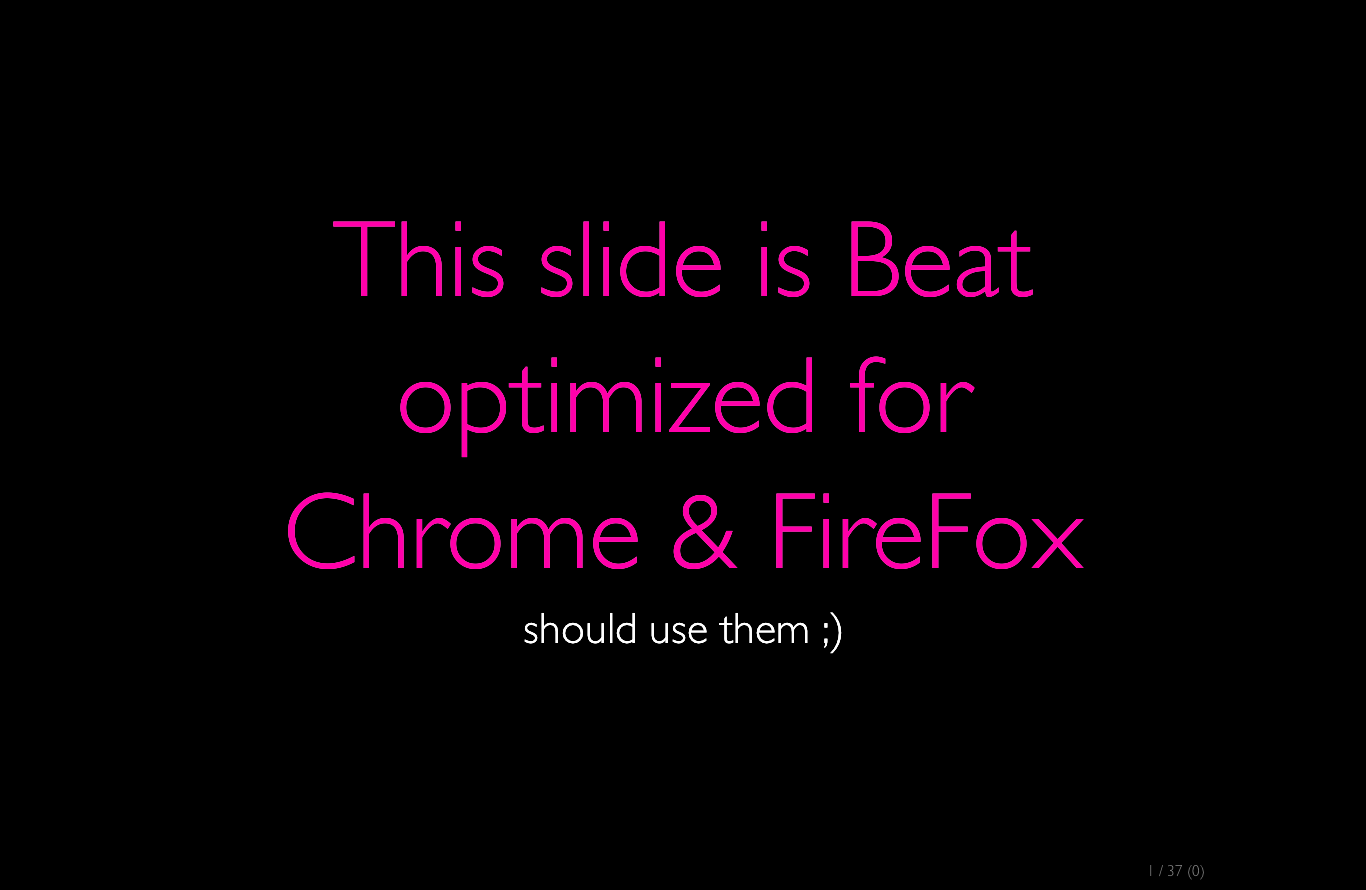 This slide is Beat
optimized for
Chrome & FireFox
should use them ;)
1 / 37 (0)